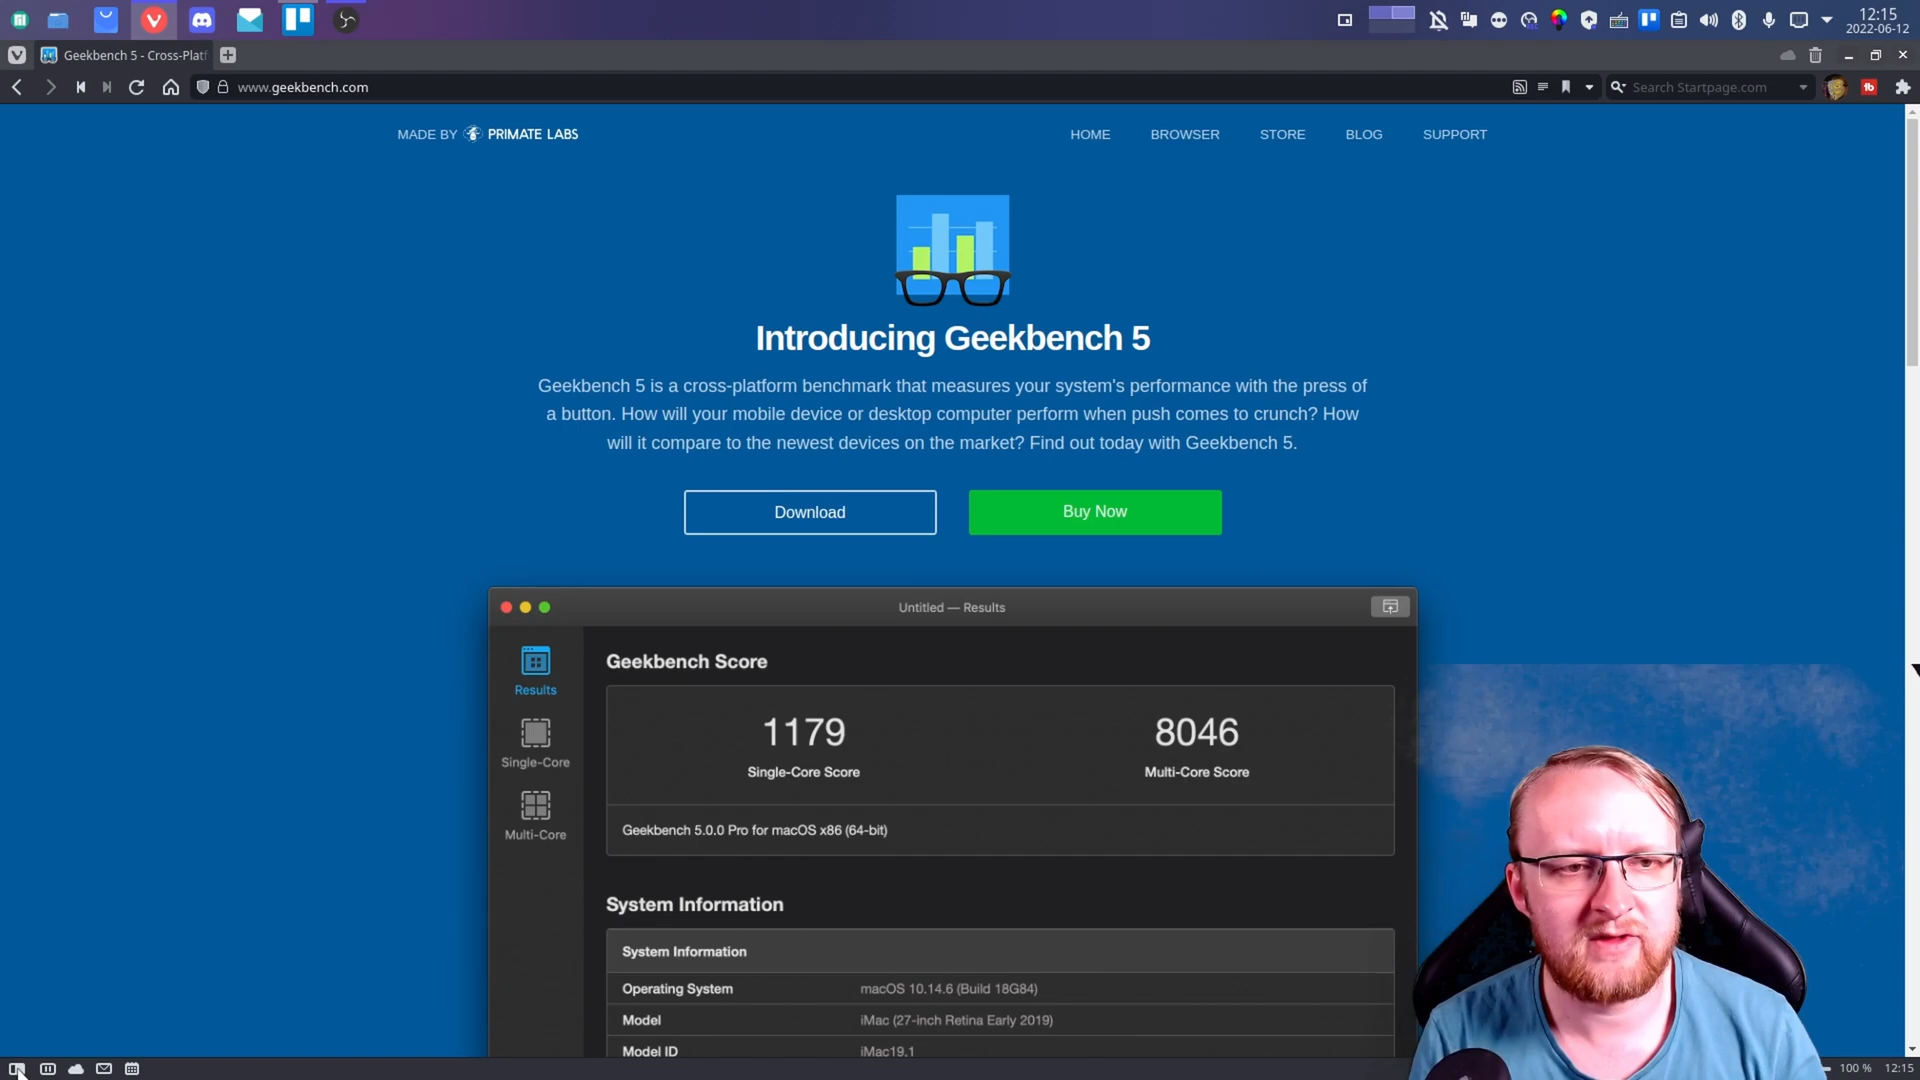 12:15
2022-06-12
Geekbench 5 - Cross-Platf
www.geekbench.com
Search Startpage.com
MADE BY PRIMATE LABS
HOME
BROWSER
STORE
BLOG
SUPPORT
Introducing Geekbench 5
Geekbench 5 is a cross-platform benchmark that measures your system's performance with the press of
a button. How will your mobile device or desktop computer perform when push comes to crunch? How
will it compare to the newest devices on the market? Find out today with Geekbench 5.
Download
Buy Now
Untitled — Results
Results
Single-Core
Multi-Core
Geekbench Score
1179
8046
Single-Core Score
Multi-Core Score
Geekbench 5.0.0 Pro for macOS x86 (64-bit)
System Information
System Information
Operating System
macOS 10.14.6 (Build 18G84)
Model
iMac (27-inch Retina Early 2019)
Model ID
iMac19,1
100 %
12:15